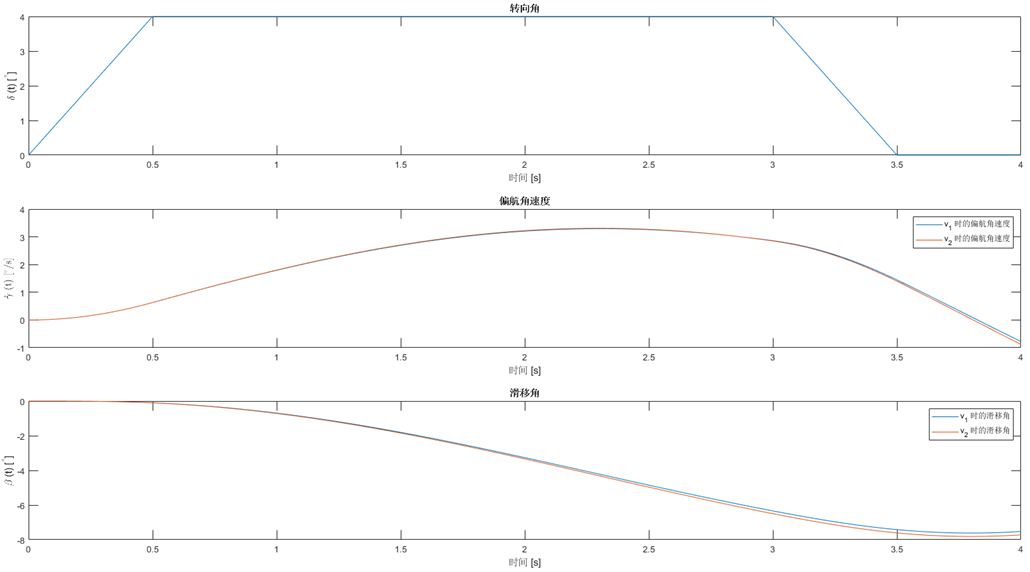 转向角
4
3
2
1
0
δ (t) [°]
0 0.5 1 1.5 2 2.5 3 3.5 4
时间 [s]
偏航角速度
4
3
2
1
0
-1
γ̇ (t) [°/s]
v1 时的偏航角速度
v2 时的偏航角速度
0 0.5 1 1.5 2 2.5 3 3.5 4
时间 [s]
滑移角
0
-2
-4
-6
-8
β (t) [°]
v1 时的滑移角
v2 时的滑移角
0 0.5 1 1.5 2 2.5 3 3.5 4
时间 [s]